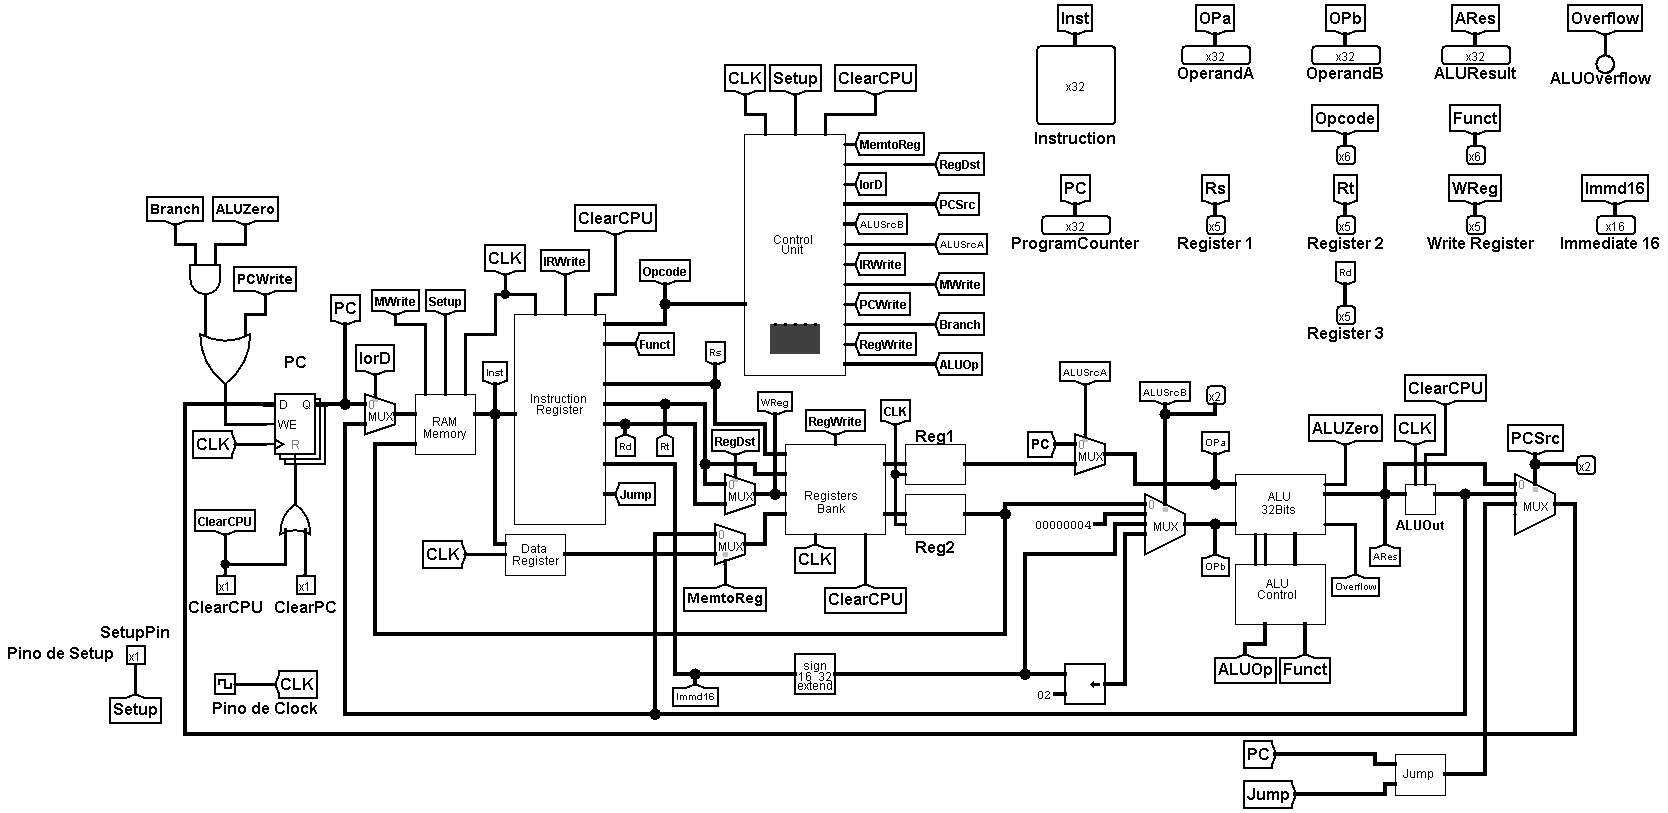 Inst
OPa
OPb
ARes
Overflow
x32
x32
x32
x32
OperandA
OperandB
ALUResult
ALUOverflow
Instruction
Opcode
Funct
x6
x6
PC
Rs
Rt
WReg
Immd16
x32
x5
x5
x5
x16
ProgramCounter
Register 1
Register 2
Write Register
Immediate 16
Rd
x5
Register 3
CLK
Setup
ClearCPU
Control
Unit
MemtoReg
RegDst
IorD
PCSrc
ALUSrcB
ALUSrcA
IRWrite
MWrite
PCWrite
Branch
RegWrite
ALUOp
Branch
ALUZero
PCWrite
PC
D
Q
WE
R
CLK
ClearCPU
x1
x1
ClearCPU
ClearPC
SetupPin
Pino de Setup
x1
Setup
CLK
Pino de Clock
PC
IorD
0
MUX
MWrite
Setup
RAM
Memory
CLK
IRWrite
ClearCPU
Inst
Instruction
Register
Opcode
Funct
Rs
Rd
Rt
Jump
CLK
Data
Register
RegDst
0
MUX
WReg
0
MUX
MemtoReg
RegWrite
Registers
Bank
CLK
ClearCPU
CLK
Reg1
Reg2
Immd16
sign
16 32
extend
02
PC
ALUSrcA
0
MUX
ALUSrcB
x2
00000004
0
MUX
OPa
OPb
ALU
32Bits
ALUZero
ALU
Control
ALUOp
Funct
Overflow
ARes
CLK
ClearCPU
ALUOut
PCSrc
x2
0
MUX
PC
Jump
Jump